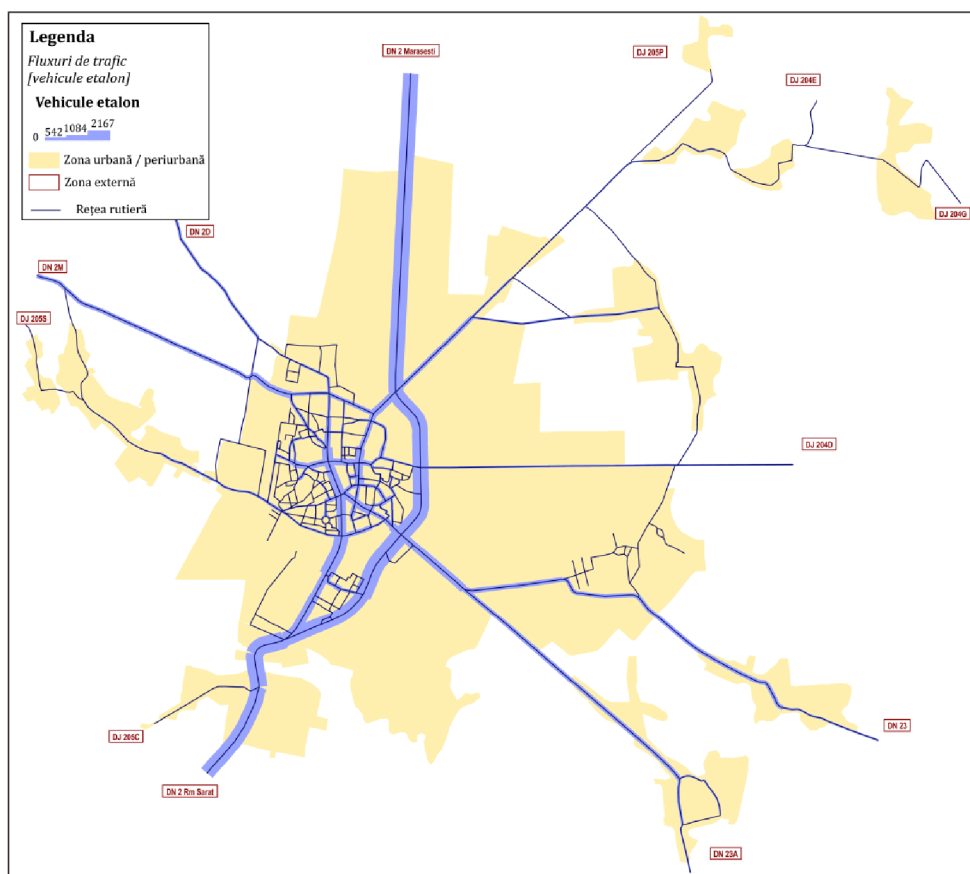 Legenda
Fluxuri de trafic
[vehicule etalon]
Vehicule etalon
0 542 1084 2167
Zona urbană / periurbană
Zona externă
Rețea rutieră
DN 2 Marasesti
DJ 205P
DJ 204E
DJ 204G
DN 2D
DN 2M
DJ 205S
DJ 204D
DJ 205C
DN 2 Rm Sarat
DN 23
DN 23A